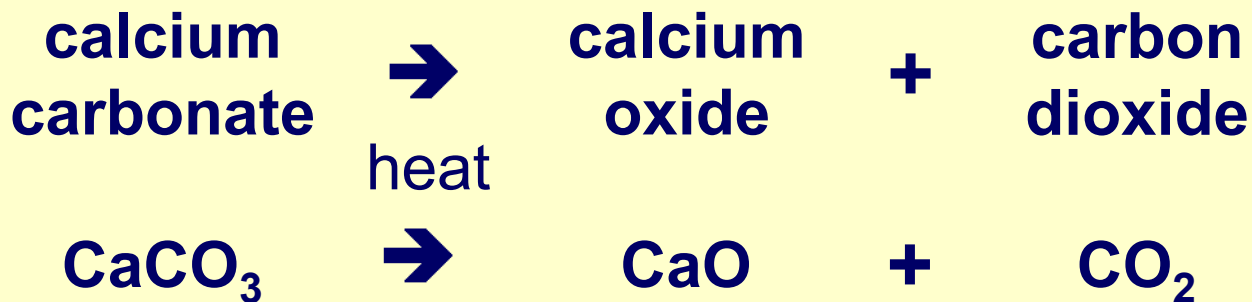 calcium calcium carbon
carbonate ➔ oxide + dioxide
heat
CaCO₃ ➔ CaO + CO₂